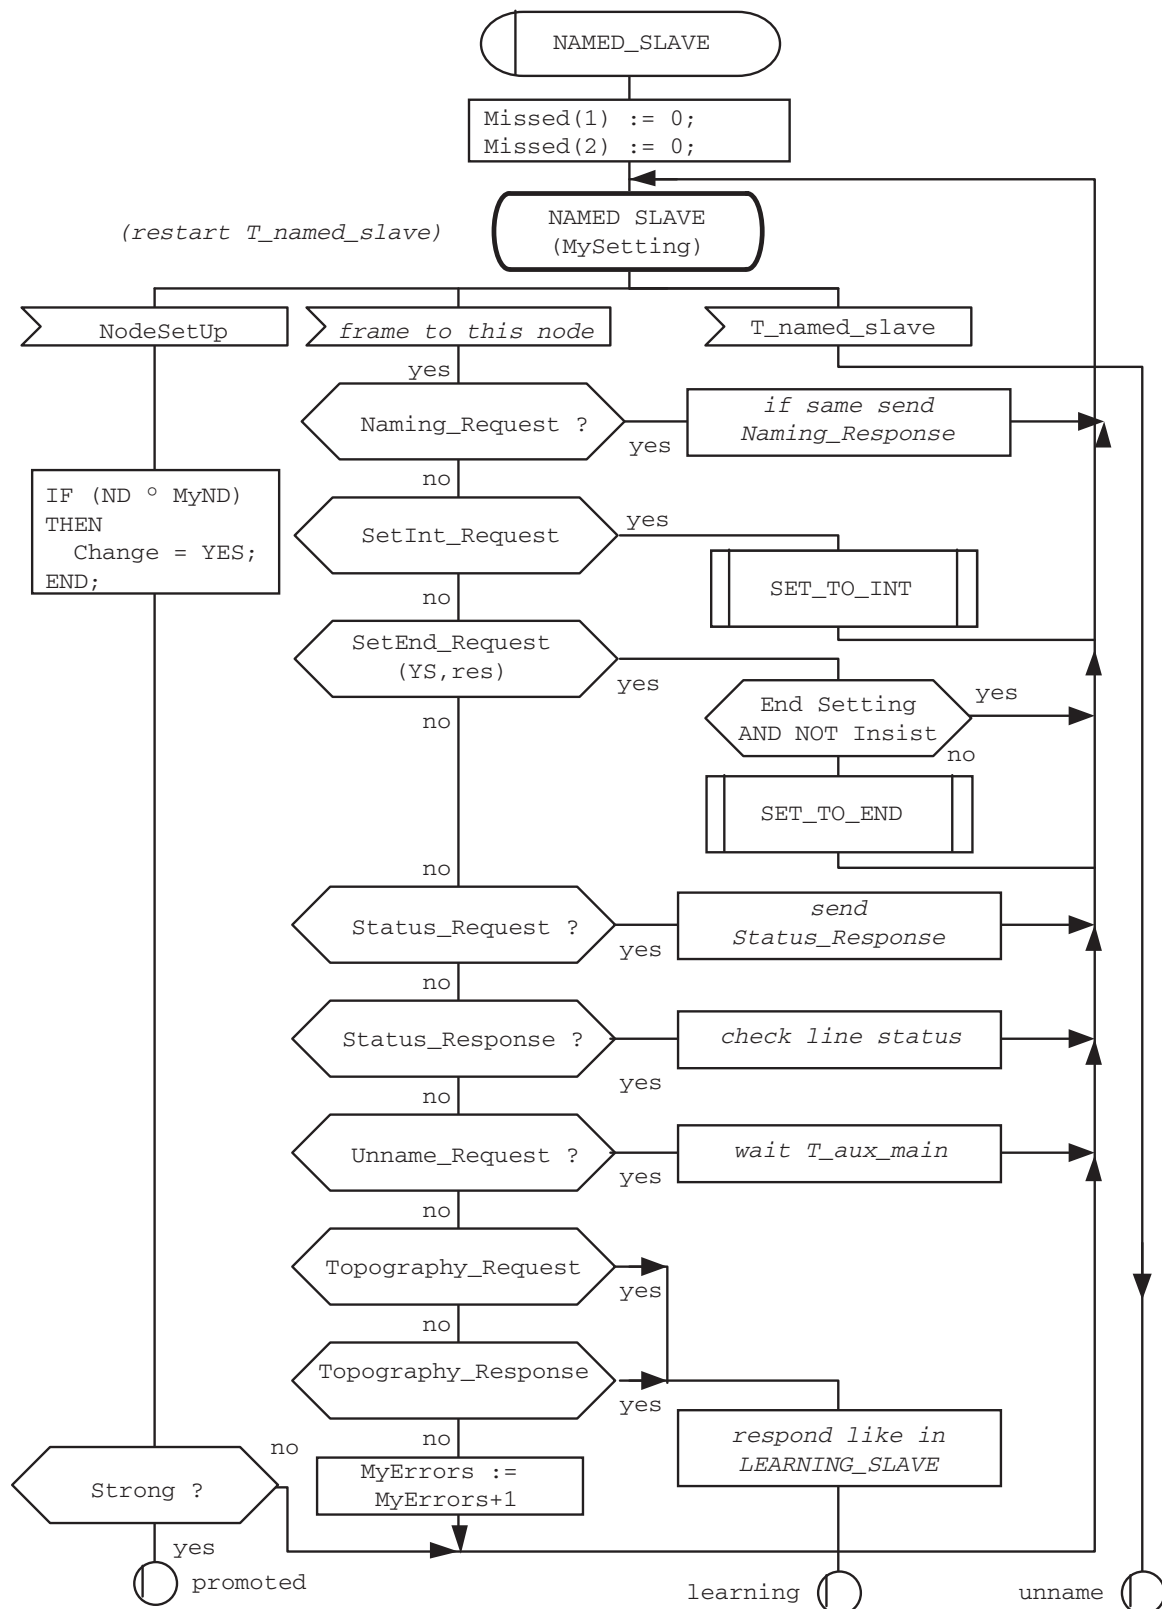 NAMED_SLAVE
Missed(1) := 0;
Missed(2) := 0;
(restart T_named_slave)
NAMED SLAVE
(MySetting)
NodeSetUp
frame to this node
T_named_slave
yes
Naming_Request ?
yes
if same send
Naming_Response
no
IF (ND ° MyND)
THEN
Change = YES;
END;
SetInt_Request
yes
SET_TO_INT
no
SetEnd_Request
(YS,res)
yes
End Setting
AND NOT Insist
yes
no
no
SET_TO_END
no
Status_Request ?
yes
send
Status_Response
no
Status_Response ?
yes
check line status
no
Unname_Request ?
yes
wait T_aux_main
no
Topography_Request
yes
no
Topography_Response
yes
no
respond like in
LEARNING_SLAVE
MyErrors :=
MyErrors+1
Strong ?
no
yes
promoted
learning
unname